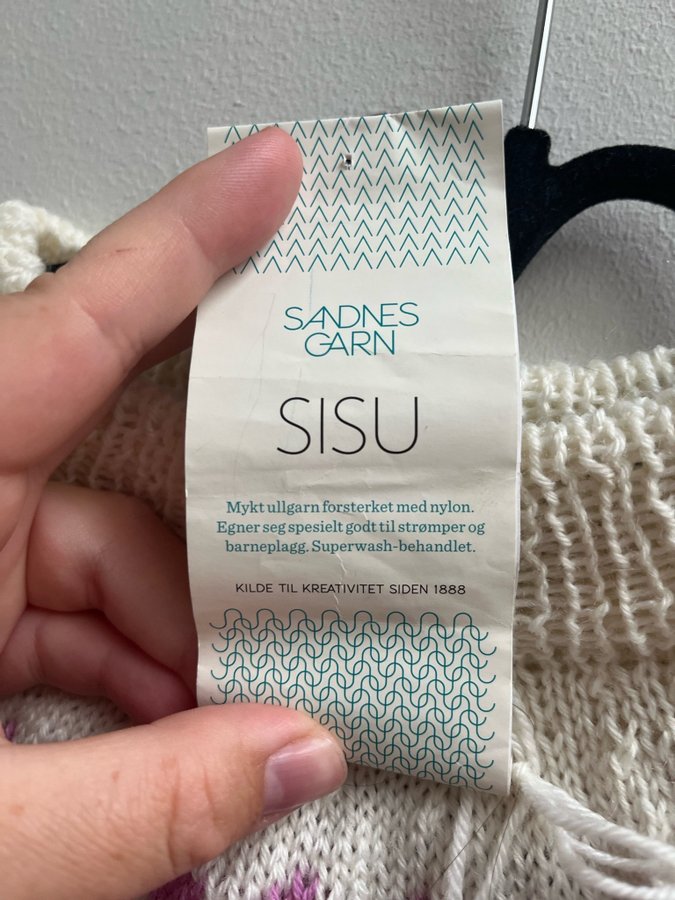 SANDNES
GARN
SISU
Mykt ullgarn forsterket med nylon.
Egner seg spesielt godt til strømper og
barneplagg. Superwash-behandlet.
KILDE TIL KREATIVITET SIDEN 1888